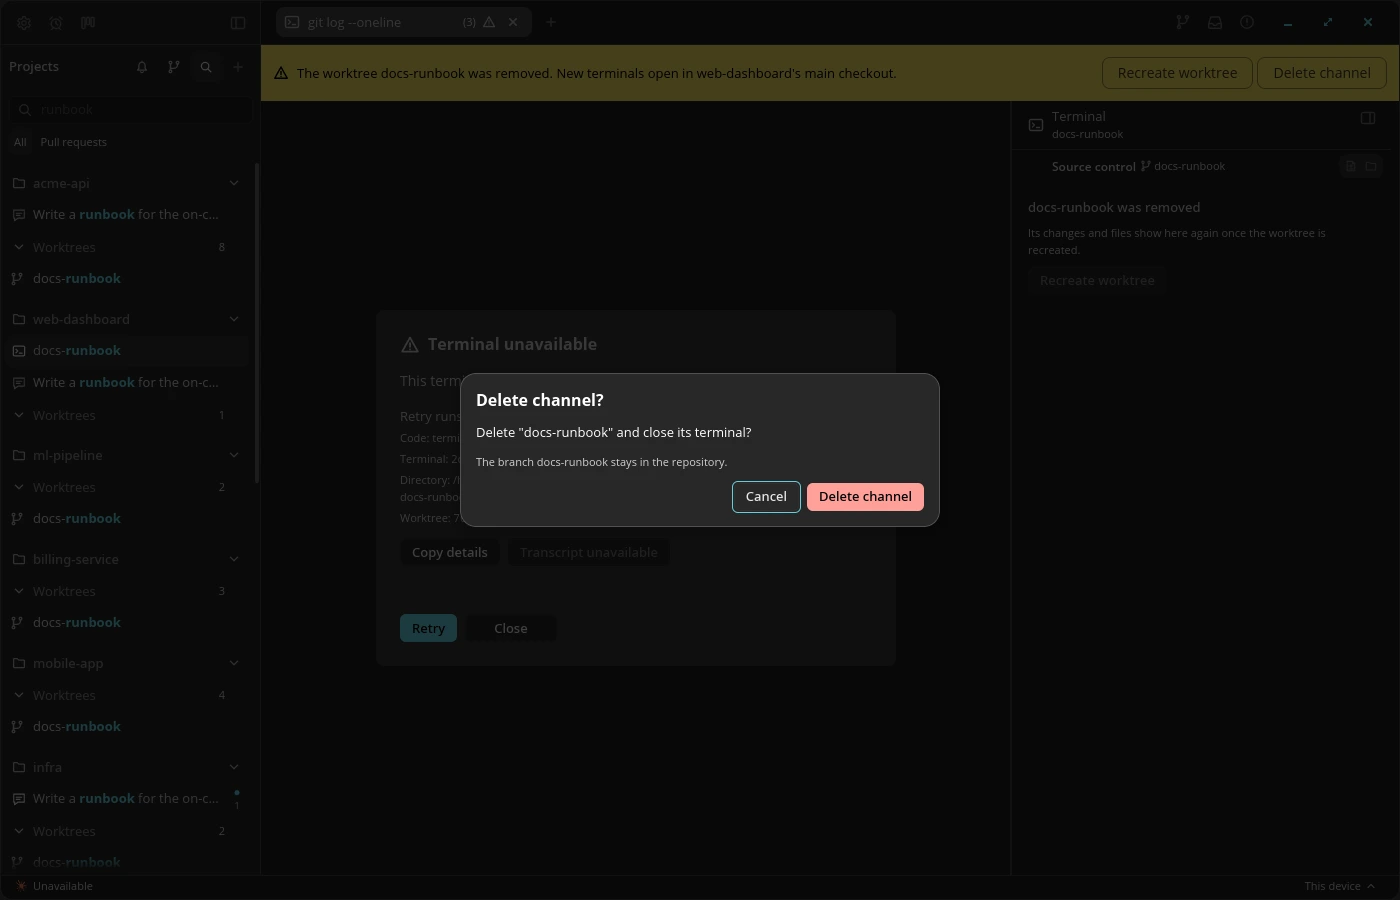 git log --oneline (3)
Projects
The worktree docs-runbook was removed. New terminals open in web-dashboard's main checkout.
Recreate worktree
Delete channel
runbook
All Pull requests
acme-api
Write a runbook for the on-c...
Worktrees 8
docs-runbook
web-dashboard
docs-runbook
Write a runbook for the on-c...
Worktrees 1
ml-pipeline
Worktrees 2
docs-runbook
billing-service
Worktrees 3
docs-runbook
mobile-app
Worktrees 4
docs-runbook
infra
Write a runbook for the on-c...
1
Worktrees 2
docs-runbook
Terminal unavailable
This term
Retry runs
Code: termi
Terminal: 2
Directory: /
docs-runbo
Worktree: 7
Copy details
Transcript unavailable
Retry
Close
Delete channel?
Delete "docs-runbook" and close its terminal?
The branch docs-runbook stays in the repository.
Cancel
Delete channel
Terminal
docs-runbook
Source control docs-runbook
docs-runbook was removed
Its changes and files show here again once the worktree is
recreated.
Recreate worktree
Unavailable
This device